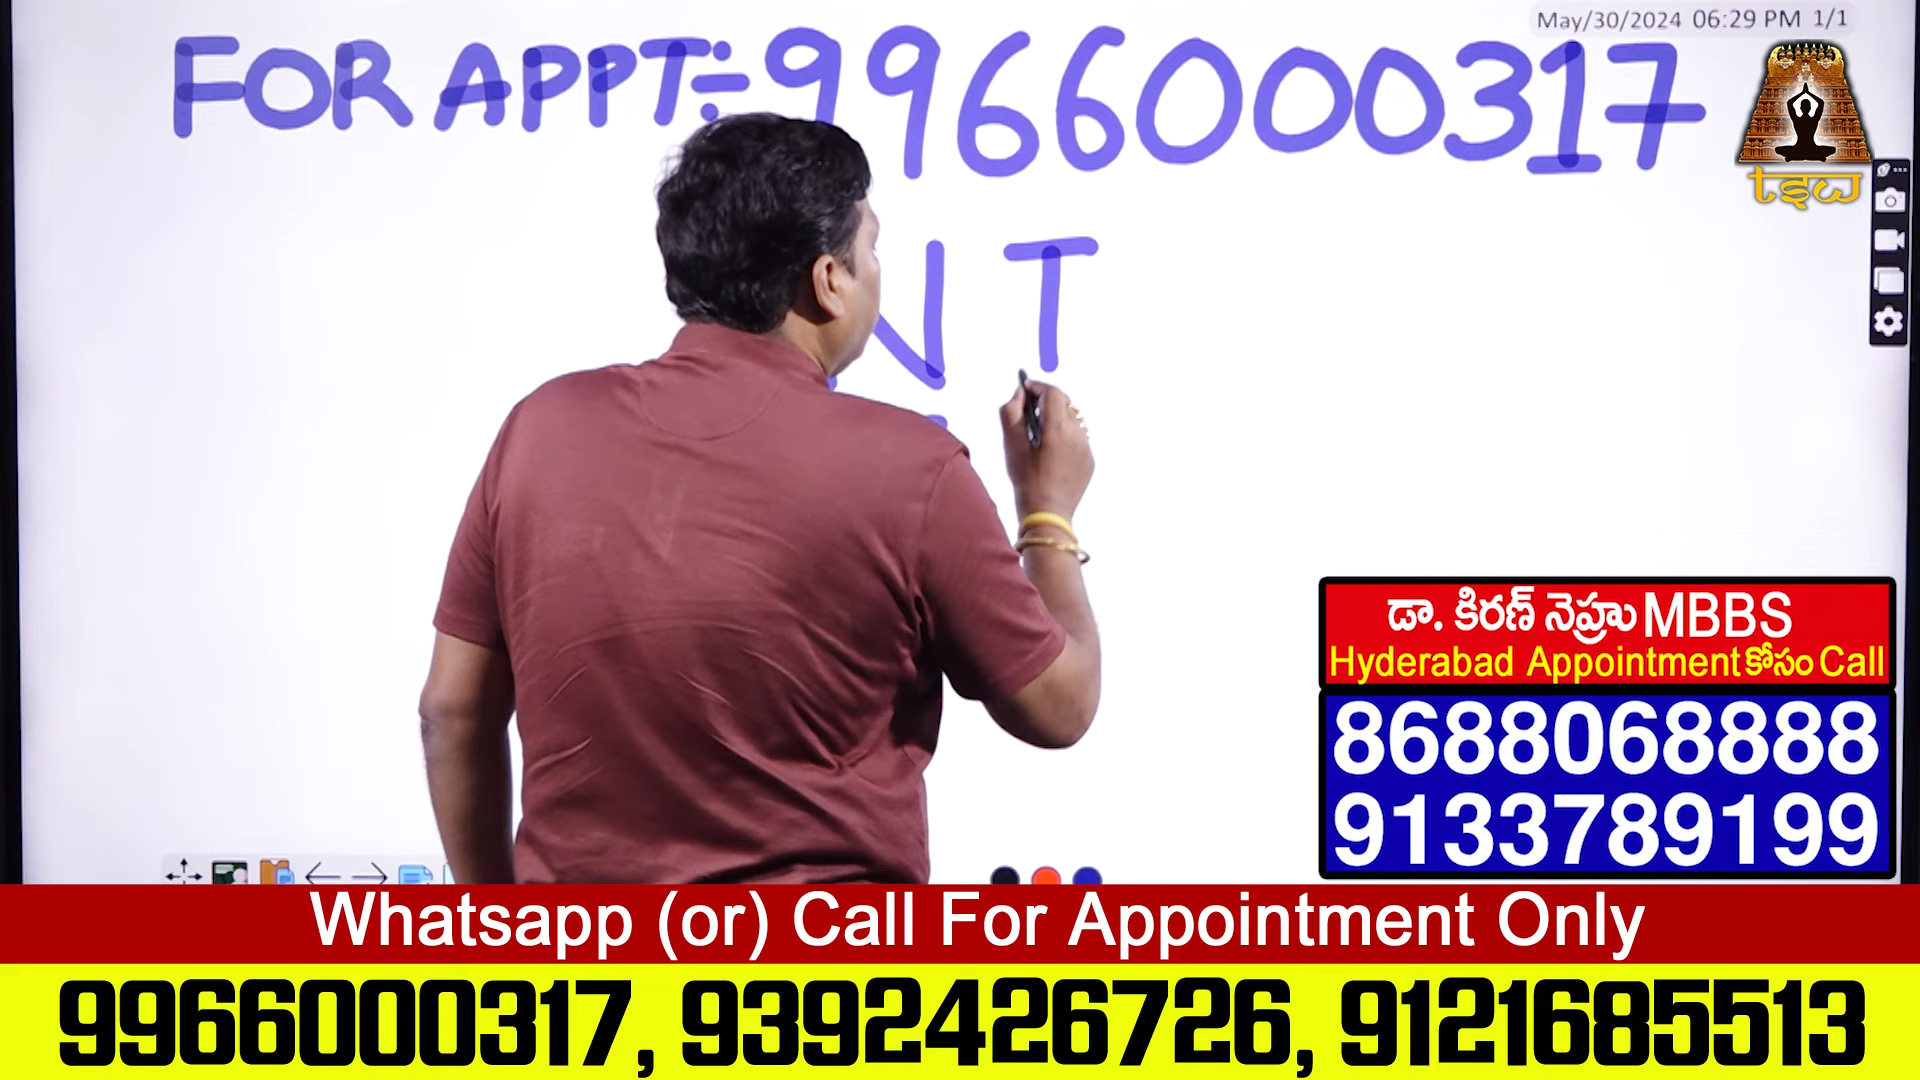 May/30/2024 06:29 PM 1/1
FOR APPT:- 9966000317
tsw
N T
డా. కిరణ్ నెహ్రు MBBS
Hyderabad Appointment కోసం Call
8688068888
9133789199
Whatsapp (or) Call For Appointment Only
9966000317, 9392426726, 9121685513